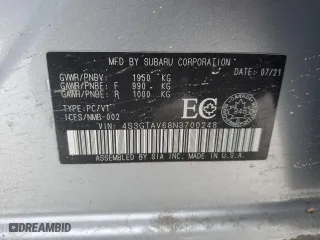 MFD BY SUBARU CORPORATION
GVWR/PNBV: 1950 KG DATE: 07/21
GAWR/PNBE: F 990 KG
GAWR/PNBE: R 1000 KG
TYPE:PC/VT
ICES/NMB-002
EC
VIN: 4S3GTAV68N3700248
ASSEMBLED BY SIA INC. MADE IN U.S.A.